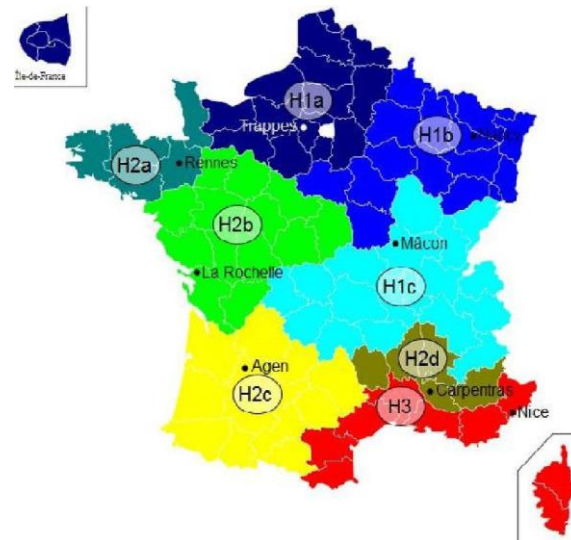 Île-de-France
H1a
Trappes
H1b
Nancy
H2a
Rennes
H2b
Mâcon
La Rochelle
H1c
H2d
Agen
Carpentras
H2c
H3
Nice